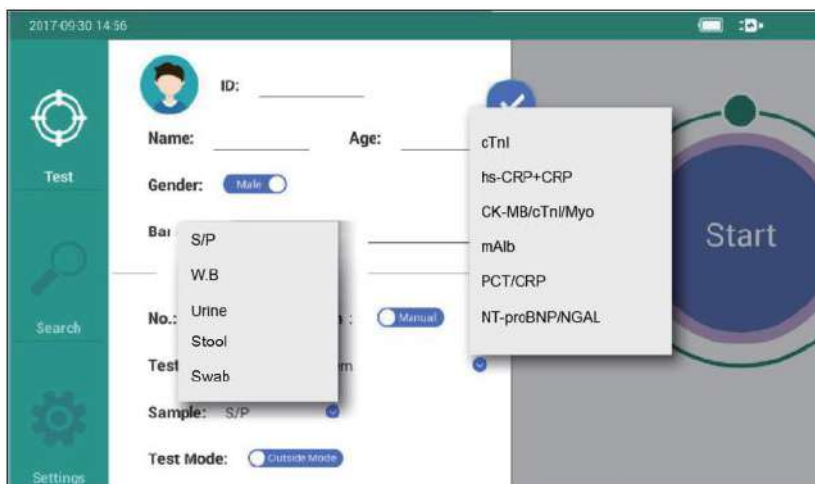 2017-09-30 14:56
ID:
Name: Age:
Test
Gender: Male
Bar
S/P
W.B
Urine
Stool
Swab
cTnI
hs-CRP+CRP
CK-MB/cTnI/Myo
mAlb
PCT/CRP
NT-proBNP/NGAL
Start
Search
No.: : Manual
Test
Sample: S/P
Test Mode: Outside Mode
Settings